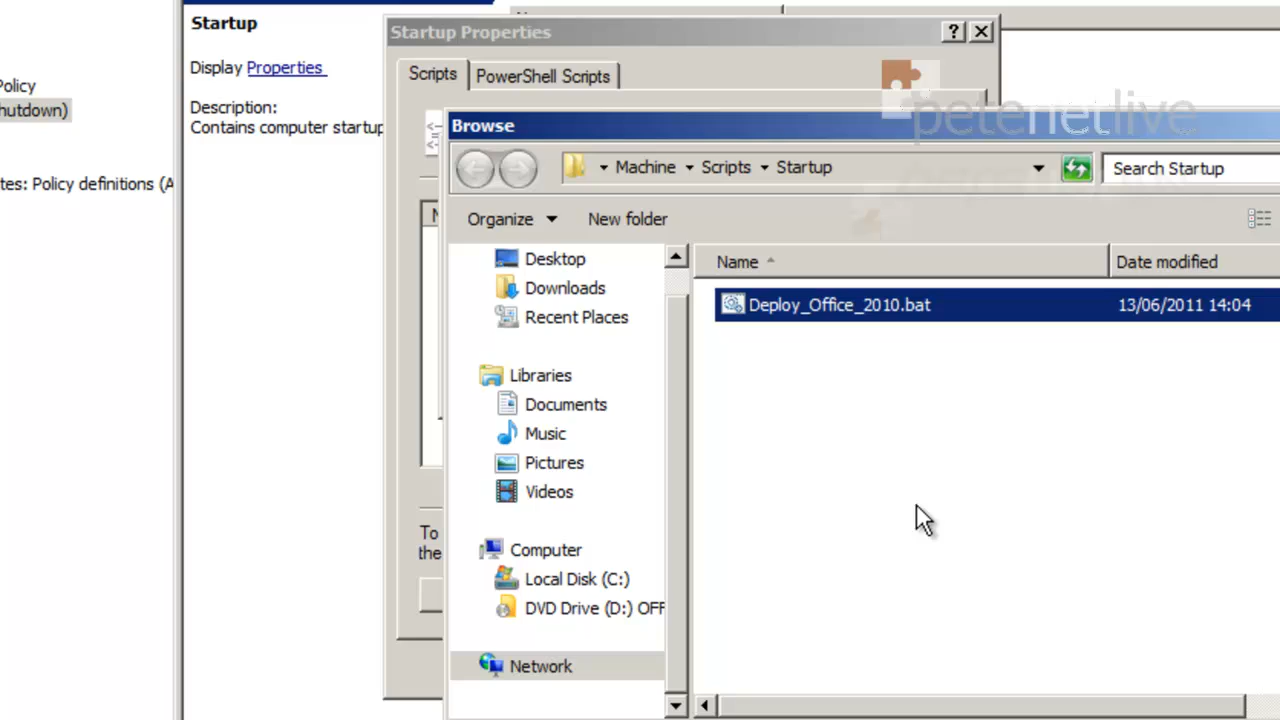 Startup
Display Properties
Description:
Contains computer startup
Policy
hutdown)
tes: Policy definitions (A
Startup Properties
Scripts
PowerShell Scripts
petenetlive
Browse
Machine
Scripts
Startup
Search Startup
Organize
New folder
Name
Date modified
Desktop
Downloads
Recent Places
Deploy_Office_2010.bat
13/06/2011 14:04
Libraries
Documents
Music
Pictures
Videos
Computer
Local Disk (C:)
DVD Drive (D:) OFF
Network
To
the